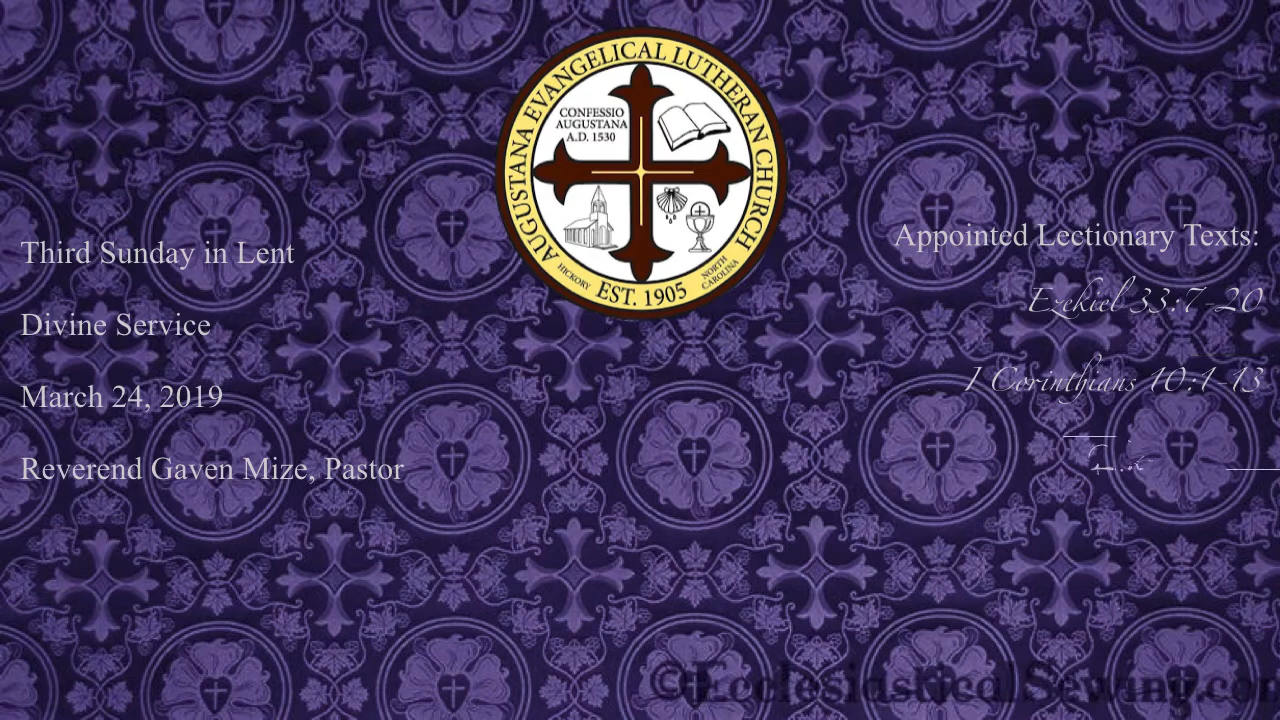 AUGUSTANA EVANGELICAL LUTHERAN CHURCH
CONFESSIO
AUGUSTANA
A.D. 1530
HICKORY
NORTH
CAROLINA
EST. 1905
Third Sunday in Lent
Divine Service
March 24, 2019
Reverend Gaven Mize, Pastor
Appointed Lectionary Texts:
Ezekiel 33:7-20
1 Corinthians 10:1-13
©EcclesiasticalSewing.com